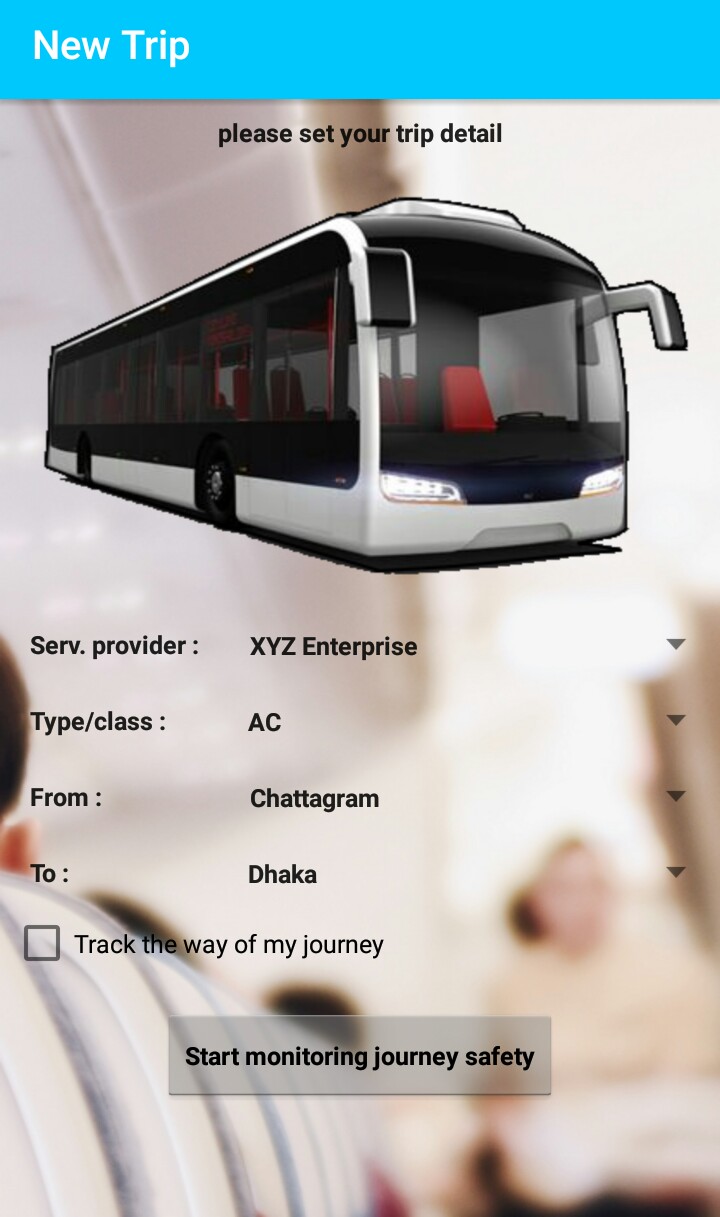 New Trip
please set your trip detail
Serv. provider : XYZ Enterprise
Type/class : AC
From : Chattagram
To : Dhaka
Track the way of my journey
Start monitoring journey safety